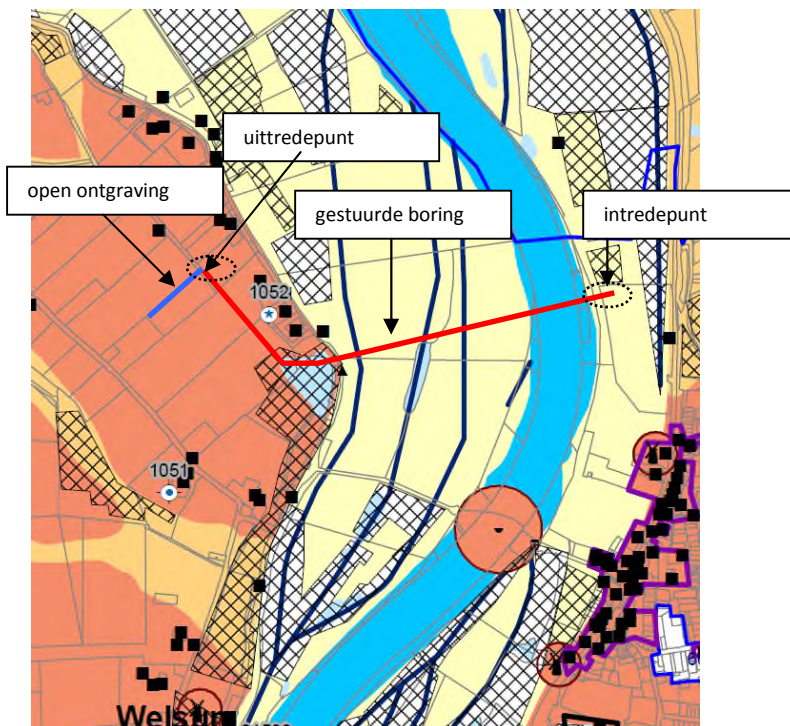 uittredepunt
open ontgraving
gestuurde boring
intredepunt
1052
1051